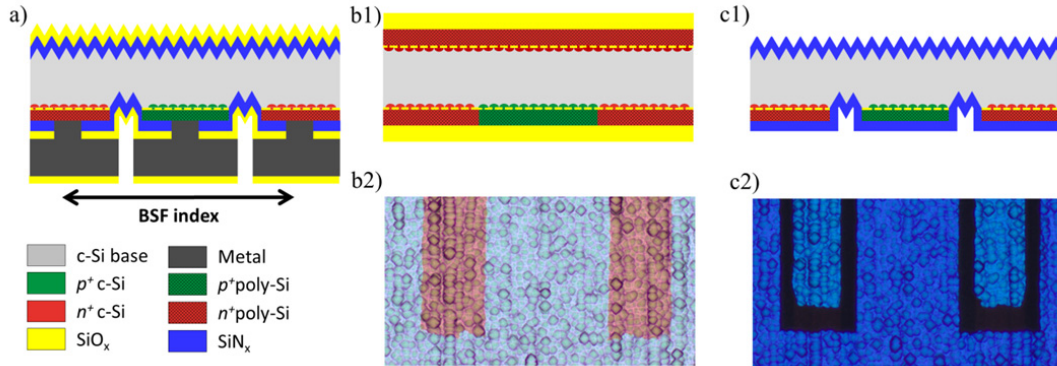 a)
b1)
c1)
BSF index
b2)
c2)
c-Si base
Metal
p+ c-Si
p+poly-Si
n+ c-Si
n+poly-Si
SiOx
SiNx